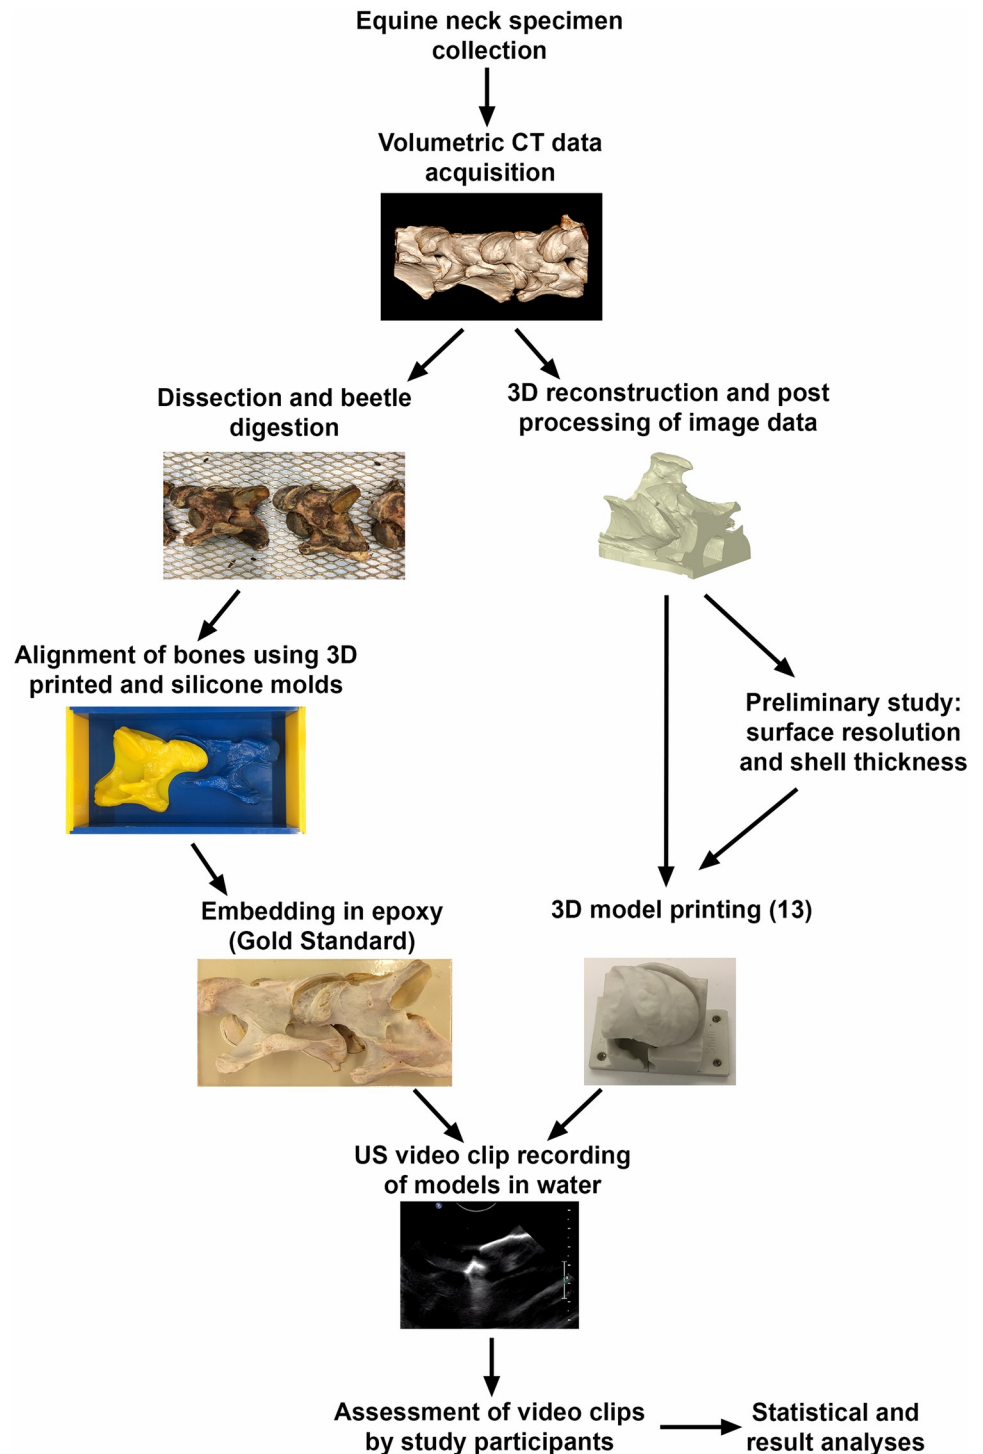 Equine neck specimen
collection
Volumetric CT data
acquisition
Dissection and beetle
digestion
3D reconstruction and post
processing of image data
Alignment of bones using 3D
printed and silicone molds
Preliminary study:
surface resolution
and shell thickness
Embedding in epoxy
(Gold Standard)
3D model printing (13)
US video clip recording
of models in water
Assessment of video clips
by study participants
Statistical and
result analyses